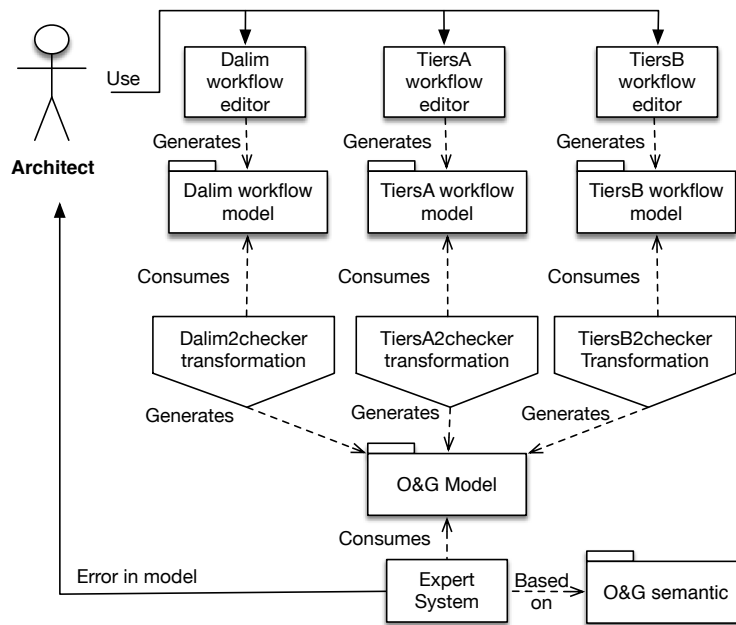 Use
Dalim
workflow
editor
TiersA
workflow
editor
TiersB
workflow
editor
Architect
Generates
Generates
Generates
Dalim workflow
model
TiersA workflow
model
TiersB workflow
model
Consumes
Consumes
Consumes
Dalim2checker
transformation
TiersA2checker
transformation
TiersB2checker
Transformation
Generates
Generates
Generates
O&G Model
Consumes
Error in model
Expert
System
Based
on
O&G semantic